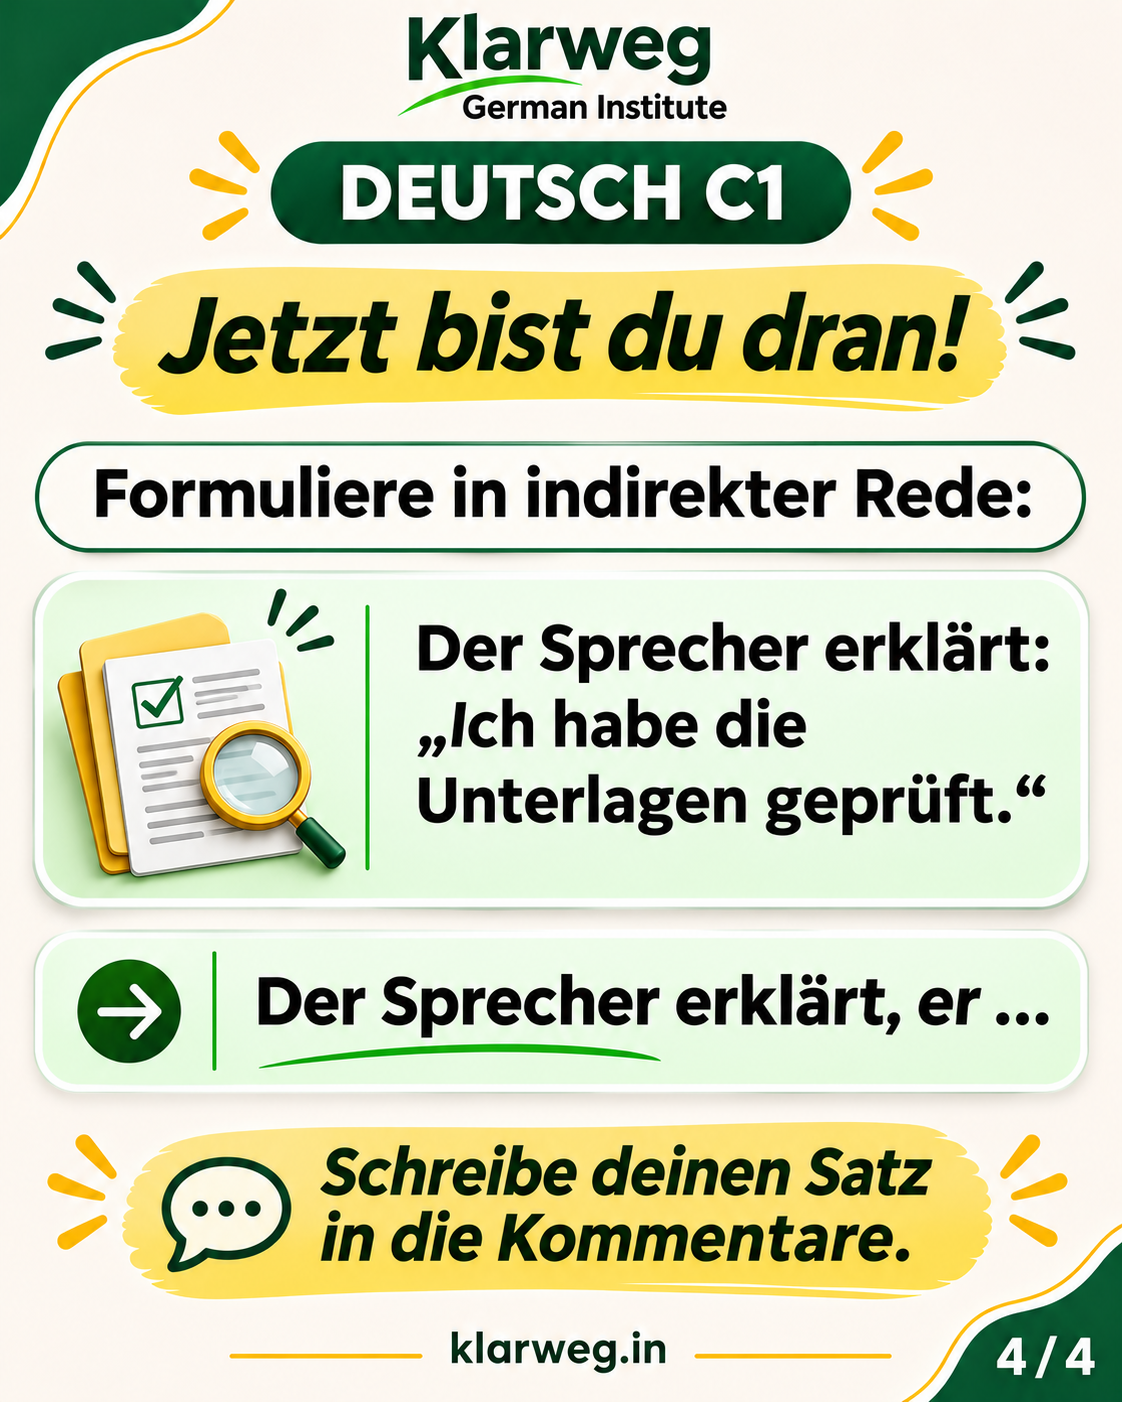 Klarweg
German Institute
DEUTSCH C1
Jetzt bist du dran!
Formuliere in indirekter Rede:
Der Sprecher erklärt:
„Ich habe die
Unterlagen geprüft.“
Der Sprecher erklärt, er ...
Schreibe deinen Satz
in die Kommentare.
klarweg.in
4 / 4